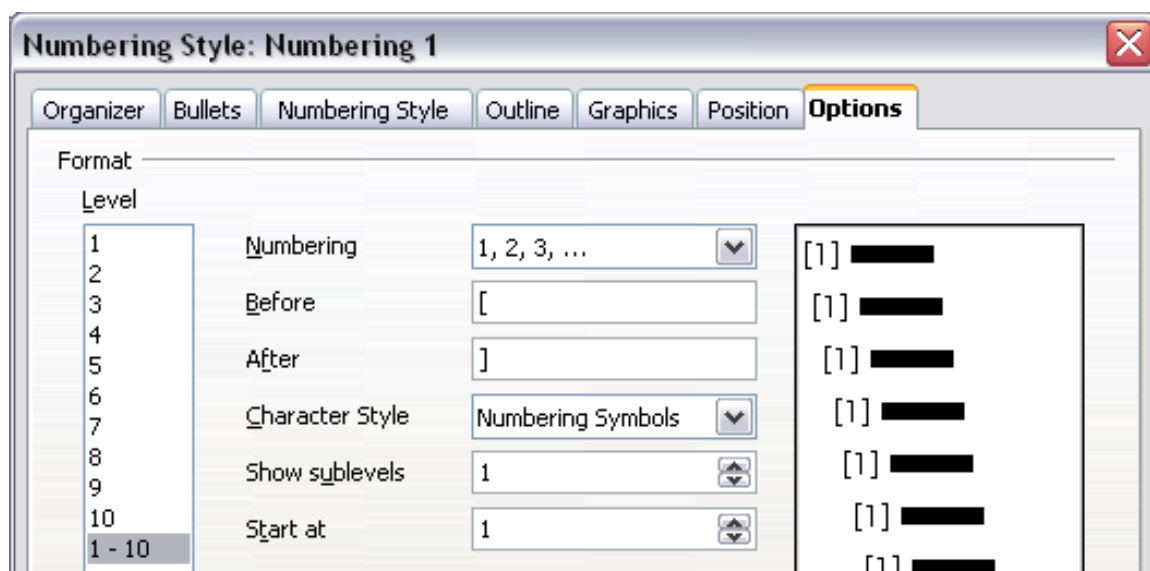 Numbering Style: Numbering 1
Organizer Bullets Numbering Style Outline Graphics Position Options
Format
Level
1
2
3
4
5
6
7
8
9
10
1 - 10
Numbering 1, 2, 3, ...
Before [
After ]
Character Style Numbering Symbols
Show sublevels 1
Start at 1
[1]
[1]
[1]
[1]
[1]
[1]
[1]